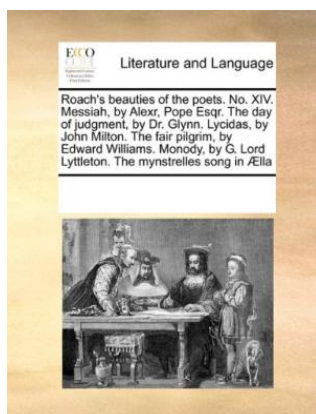 ECCO
Literature and Language
Roach's beauties of the poets. No. XIV.
Messiah, by Alexr, Pope Esqr. The day
of judgment, by Dr. Glynn. Lycidas, by
John Milton. The fair pilgrim, by
Edward Williams. Monody, by G. Lord
Lyttleton. The mynstrelles song in Ælla